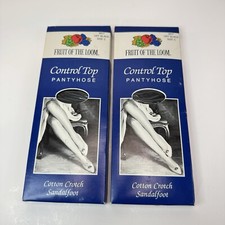 FRUIT OF THE LOOM
Control Top
PANTYHOSE
Cotton Crotch
Sandalfoot
FRUIT OF THE LOOM
Control Top
PANTYHOSE
Cotton Crotch
Sandalfoot